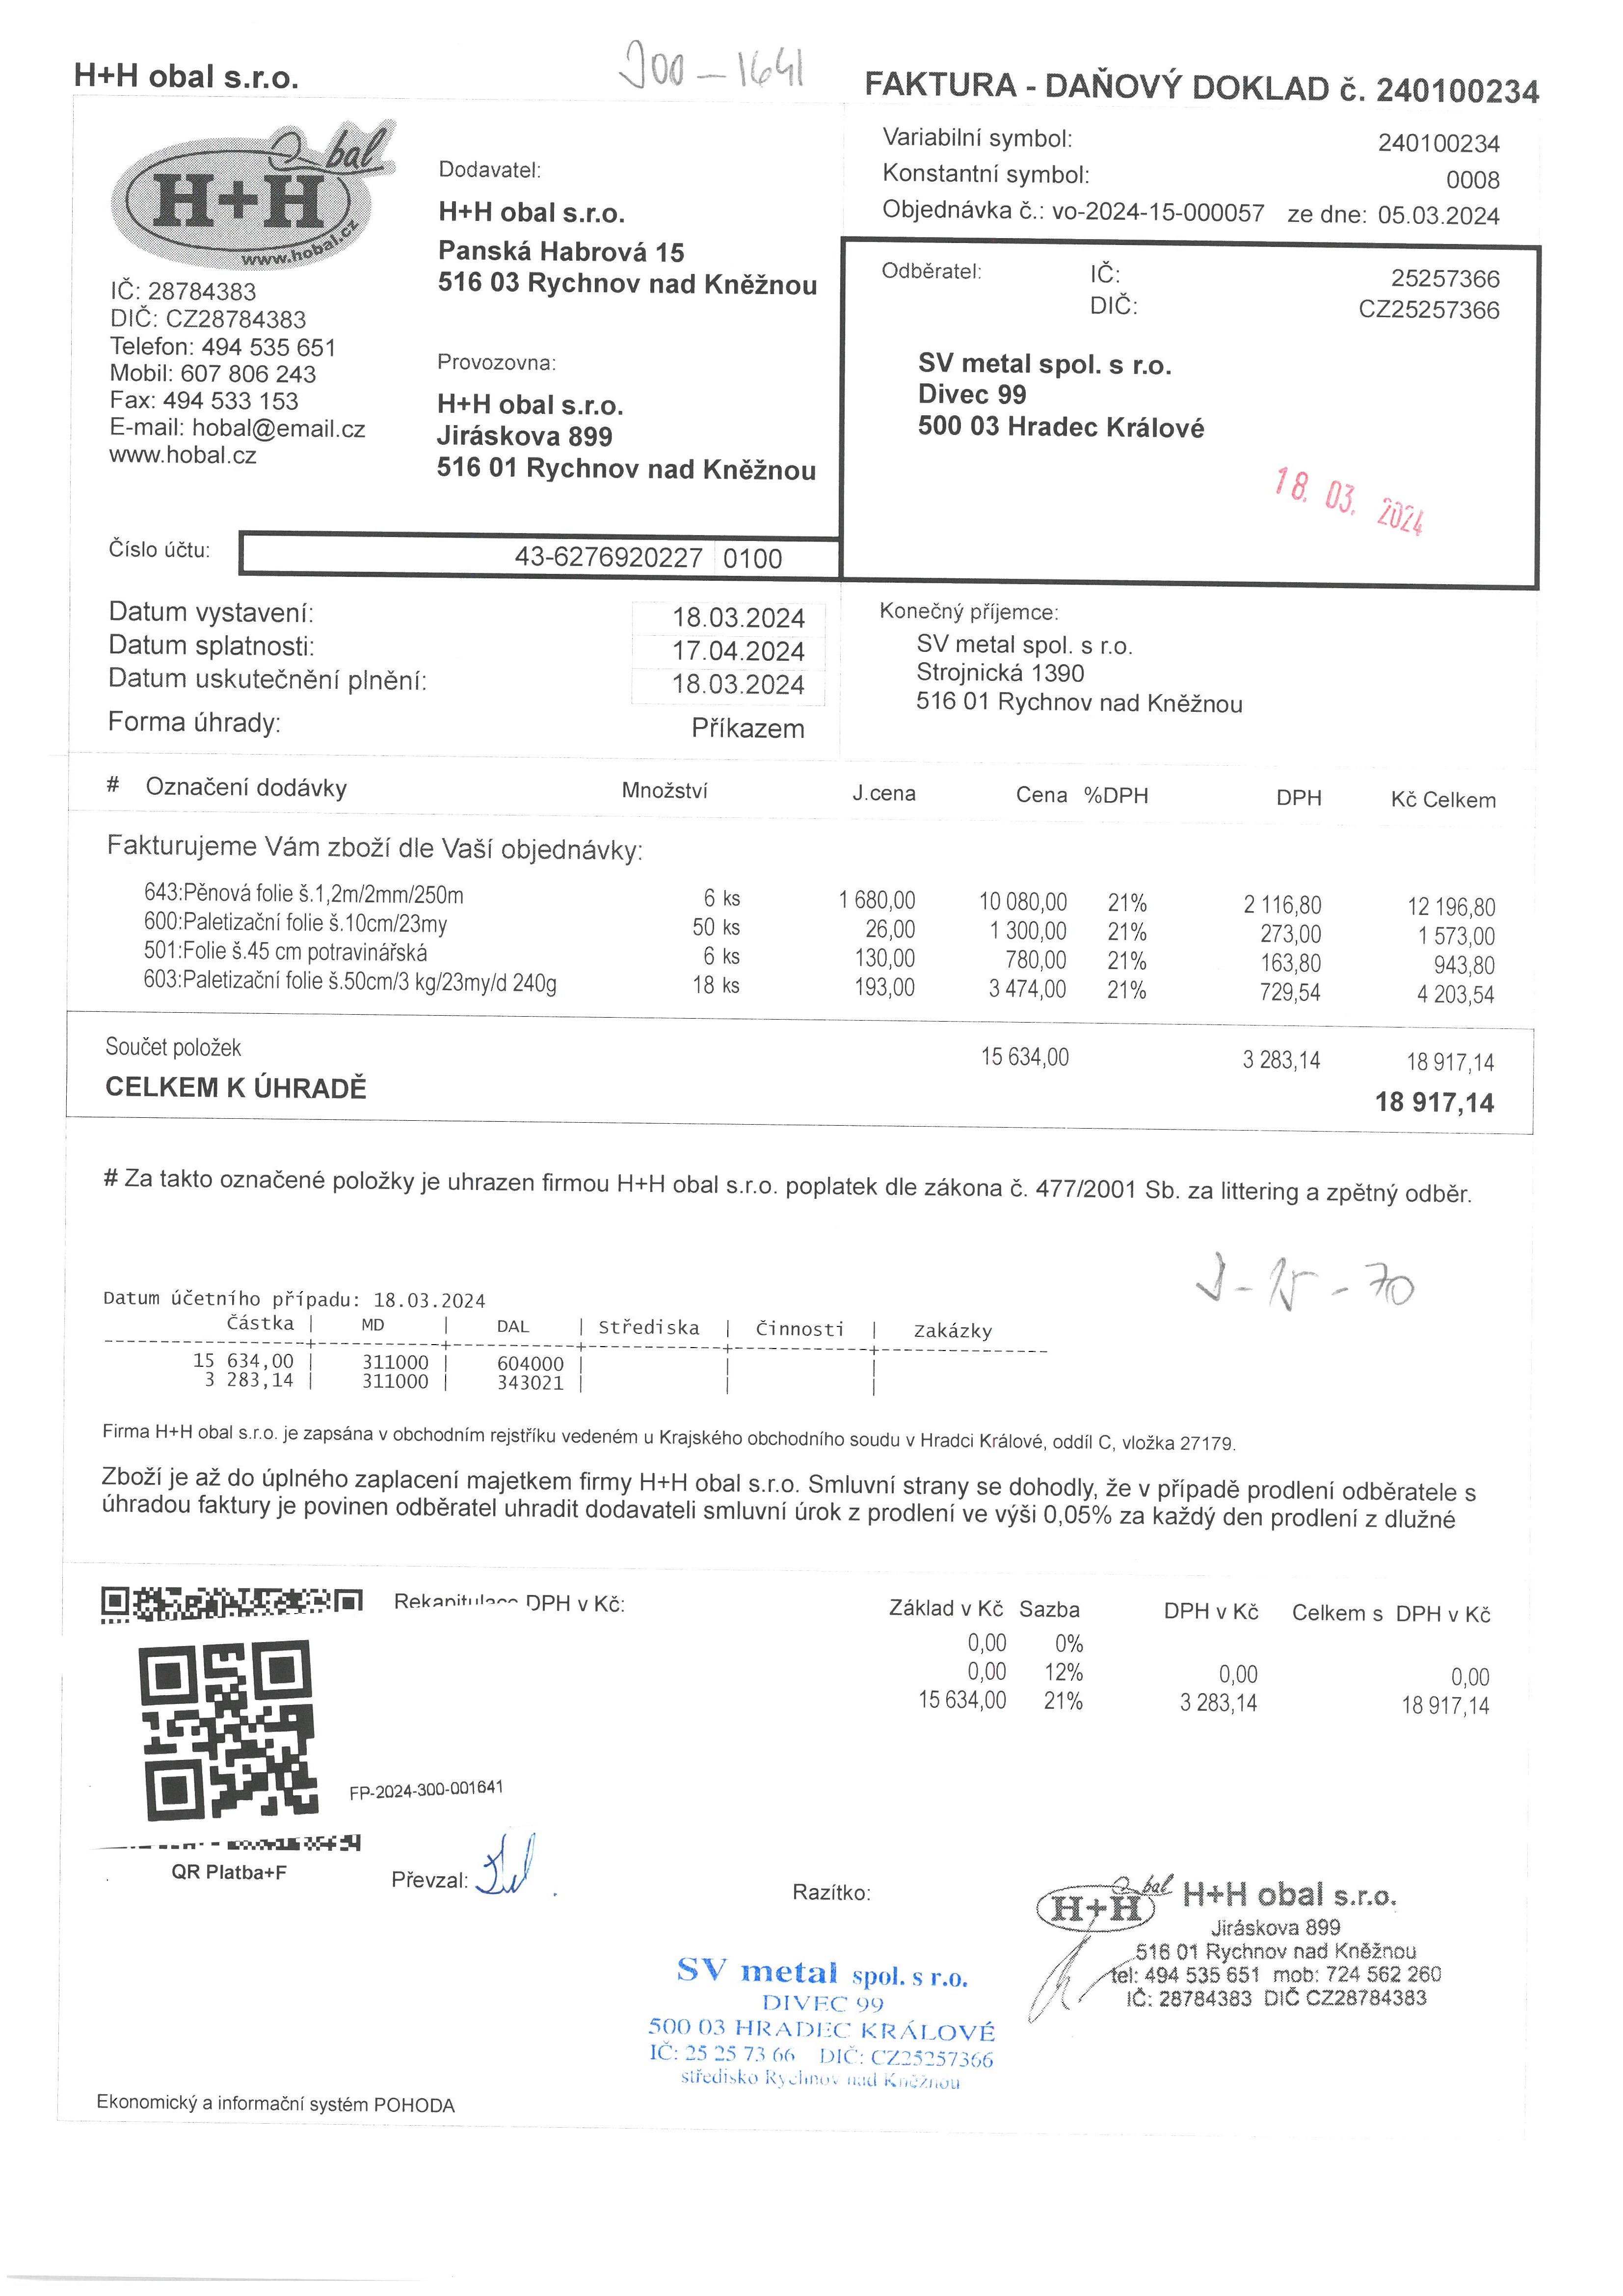 H+H obal s.r.o.
300-1641
FAKTURA - DAŇOVÝ DOKLAD č. 240100234
Obal
H+H
www.hobal.cz
IČ: 28784383
DIČ: CZ28784383
Telefon: 494 535 651
Mobil: 607 806 243
Fax: 494 533 153
E-mail: hobal@email.cz
www.hobal.cz
Dodavatel:
H+H obal s.r.o.
Panská Habrová 15
516 03 Rychnov nad Kněžnou
Provozovna:
H+H obal s.r.o.
Jiráskova 899
516 01 Rychnov nad Kněžnou
Variabilní symbol: 240100234
Konstantní symbol: 0008
Objednávka č.: vo-2024-15-000057 ze dne: 05.03.2024
Odběratel: IČ: 25257366
DIČ: CZ25257366
SV metal spol. s r.o.
Divec 99
500 03 Hradec Králové
18. 03. 2024
Číslo účtu: 43-6276920227 0100
Datum vystavení: 18.03.2024
Datum splatnosti: 17.04.2024
Datum uskutečnění plnění: 18.03.2024
Forma úhrady: Příkazem
Konečný příjemce:
SV metal spol. s r.o.
Strojnická 1390
516 01 Rychnov nad Kněžnou
# Označení dodávky Množství J.cena Cena %DPH DPH Kč Celkem
Fakturujeme Vám zboží dle Vaší objednávky:
643:Pěnová folie š.1,2m/2mm/250m 6 ks 1 680,00 10 080,00 21% 2 116,80 12 196,80
600:Paletizační folie š.10cm/23my 50 ks 26,00 1 300,00 21% 273,00 1 573,00
501:Folie š.45 cm potravinářská 6 ks 130,00 780,00 21% 163,80 943,80
603:Paletizační folie š.50cm/3 kg/23my/d 240g 18 ks 193,00 3 474,00 21% 729,54 4 203,54
Součet položek 15 634,00 3 283,14 18 917,14
CELKEM K ÚHRADĚ 18 917,14
# Za takto označené položky je uhrazen firmou H+H obal s.r.o. poplatek dle zákona č. 477/2001 Sb. za littering a zpětný odběr.
Datum účetního případu: 18.03.2024
Částka | MD | DAL | Střediska | Činnosti | Zakázky
15 634,00 | 311000 | 604000 | | |
3 283,14 | 311000 | 343021 | | |
Firma H+H obal s.r.o. je zapsána v obchodním rejstříku vedeném u Krajského obchodního soudu v Hradci Králové, oddíl C, vložka 27179.
Zboží je až do úplného zaplacení majetkem firmy H+H obal s.r.o. Smluvní strany se dohodly, že v případě prodlení odběratele s
úhradou faktury je povinen odběratel uhradit dodavateli smluvní úrok z prodlení ve výši 0,05% za každý den prodlení z dlužné
Rekapitulace DPH v Kč: Základ v Kč Sazba DPH v Kč Celkem s DPH v Kč
0,00 0%
0,00 12% 0,00 0,00
15 634,00 21% 3 283,14 18 917,14
FP-2024-300-001641
QR Platba+F
Převzal:
Razítko:
Obal
H+H
H+H obal s.r.o.
Jiráskova 899
516 01 Rychnov nad Kněžnou
tel: 494 535 651 mob: 724 562 260
IČ: 28784383 DIČ CZ28784383
SV metal spol. s r.o.
DIVEC 99
500 03 HRADEC KRÁLOVÉ
IČ: 25 25 73 66 DIČ: CZ25257366
středisko Rychnov nad Kněžnou
Ekonomický a informační systém POHODA